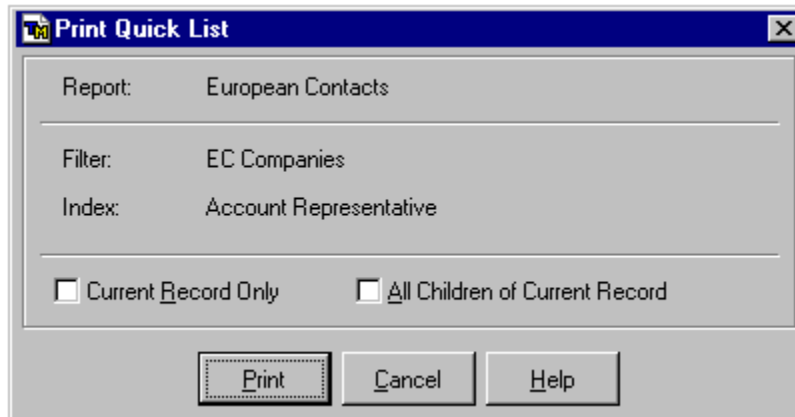 TM Print Quick List
Report: European Contacts
Filter: EC Companies
Index: Account Representative
Current Record Only All Children of Current Record
Print Cancel Help